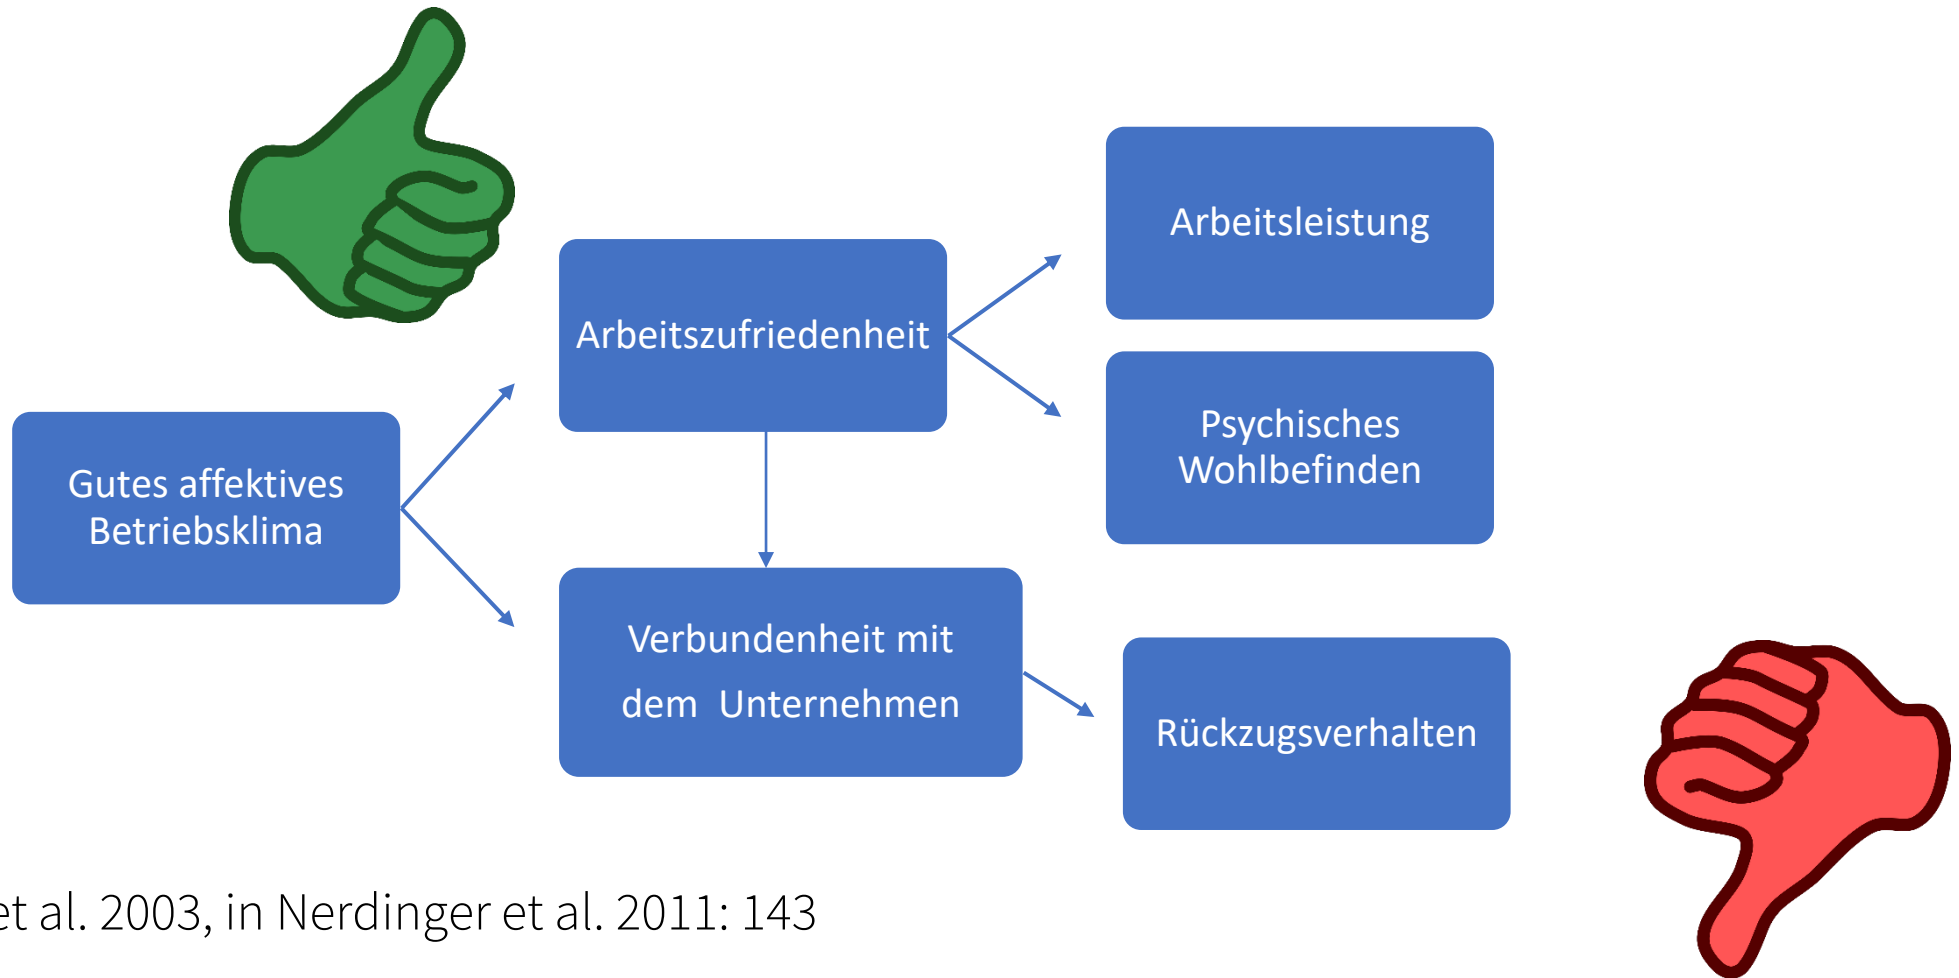 Arbeitsleistung
Arbeitszufriedenheit
Psychisches
Wohlbefinden
Gutes affektives
Betriebsklima
Verbundenheit mit
dem Unternehmen
Rückzugsverhalten
et al. 2003, in Nerdinger et al. 2011: 143